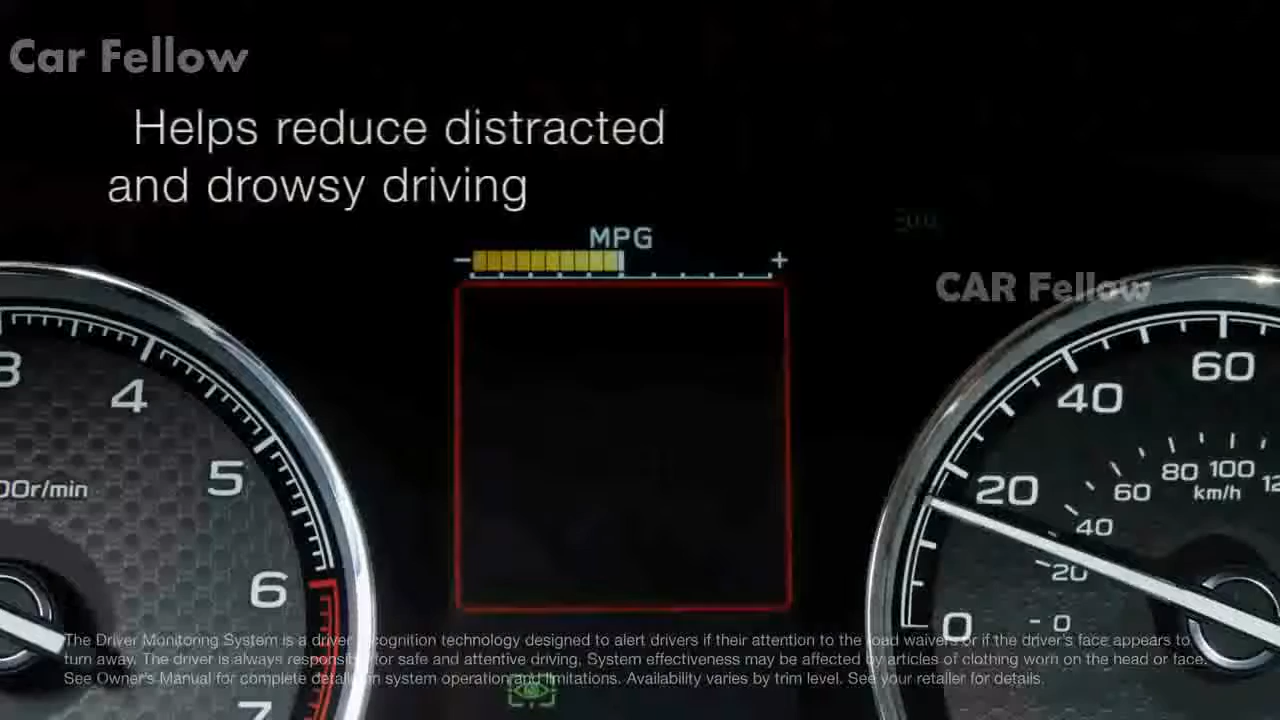 Car Fellow
Helps reduce distracted
and drowsy driving
MPG
- +
CAR Fellow
3
4
5
6
7
00r/min
0
20
40
60
- 0
20
40
60
80
100
12
km/h
The Driver Monitoring System is a driver recognition technology designed to alert drivers if their attention to the road waivers or if the driver's face appears to
turn away. The driver is always responsible for safe and attentive driving. System effectiveness may be affected by articles of clothing worn on the head or face.
See Owner's Manual for complete details on system operation and limitations. Availability varies by trim level. See your retailer for details.